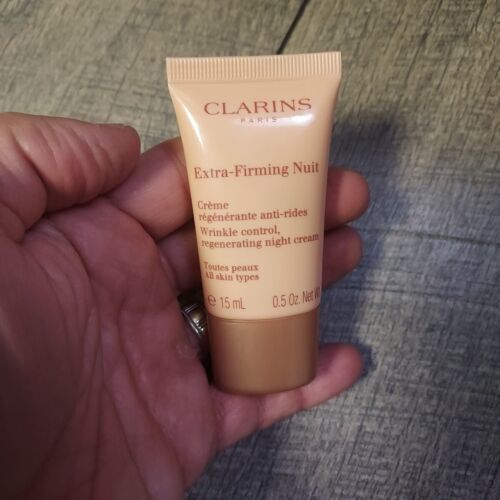 CLARINS
PARIS
Extra-Firming Nuit
Crème
régénérante anti-rides
Wrinkle control,
regenerating night cream
Toutes peaux
All skin types
℮ 15 mL 0.5 Oz. Net